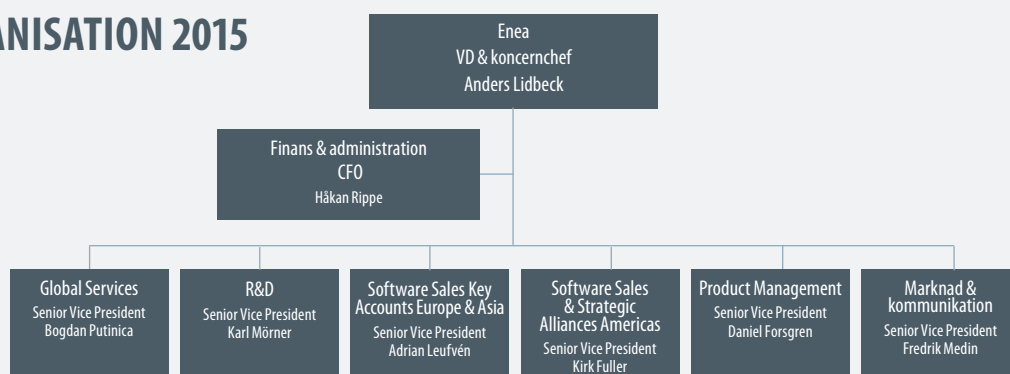 ANISATION 2015
Enea
VD & koncernchef
Anders Lidbeck
Finans & administration
CFO
Håkan Rippe
Global Services
Senior Vice President
Bogdan Putinica
R&D
Senior Vice President
Karl Mörner
Software Sales Key
Accounts Europe & Asia
Senior Vice President
Adrian Leufvén
Software Sales
& Strategic
Alliances Americas
Senior Vice President
Kirk Fuller
Product Management
Senior Vice President
Daniel Forsgren
Marknad &
kommunikation
Senior Vice President
Fredrik Medin